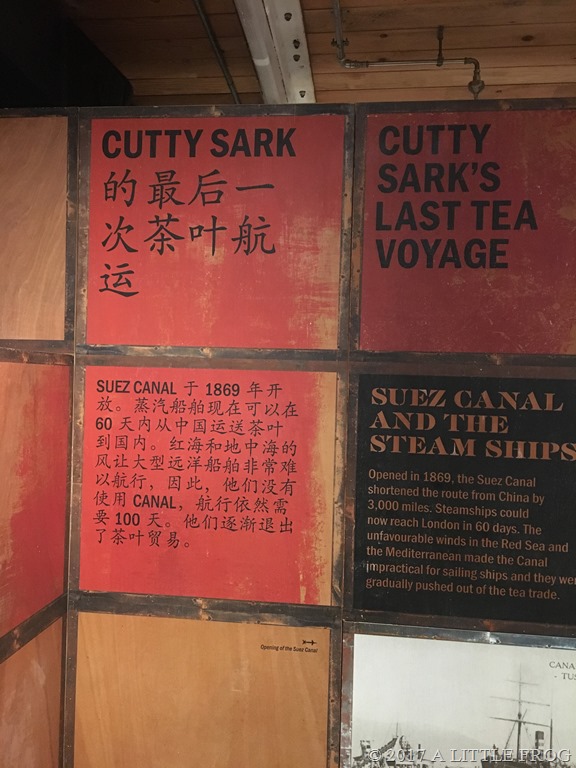 CUTTY SARK
的最后一
次茶叶航
运
CUTTY
SARK'S
LAST TEA
VOYAGE
SUEZ CANAL 于 1869 年开
放。蒸汽船舶现在可以在
60 天内从中国运送茶叶
到国内。红海和地中海的
风让大型远洋船舶非常难
以航行，因此，他们没有
使用 CANAL，航行依然需
要 100 天。他们逐渐退出
了茶叶贸易。
SUEZ CANAL
AND THE
STEAM SHIPS
Opened in 1869, the Suez Canal
shortened the route from China by
3,000 miles. Steamships could
now reach London in 60 days. The
unfavourable winds in the Red Sea and
the Mediterranean made the Canal
impractical for sailing ships and they wer
gradually pushed out of the tea trade.
Opening of the Suez Canal
CANA
- TUS
© 2017 A LITTLE FROG